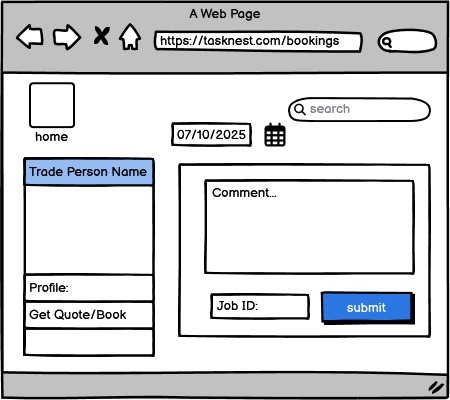 A Web Page
https://tasknest.com/bookings
home
search
07/10/2025
Trade Person Name
Profile:
Get Quote/Book
Comment...
Job ID:
submit